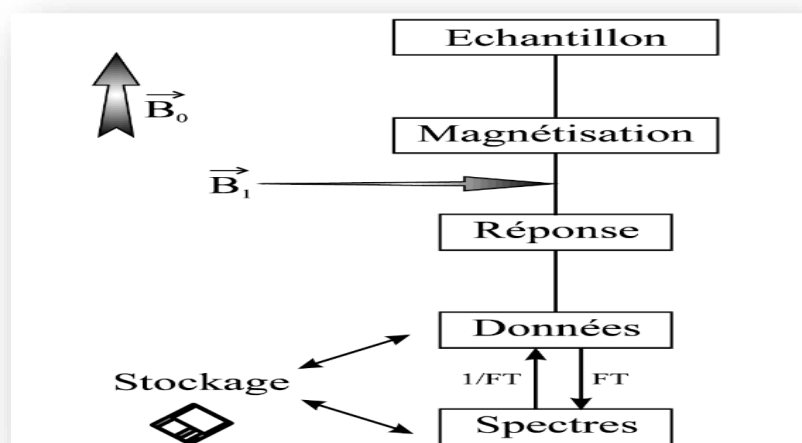 Echantillon
B₀
Magnétisation
B₁
Réponse
Données
Stockage
1/FT FT
Spectres